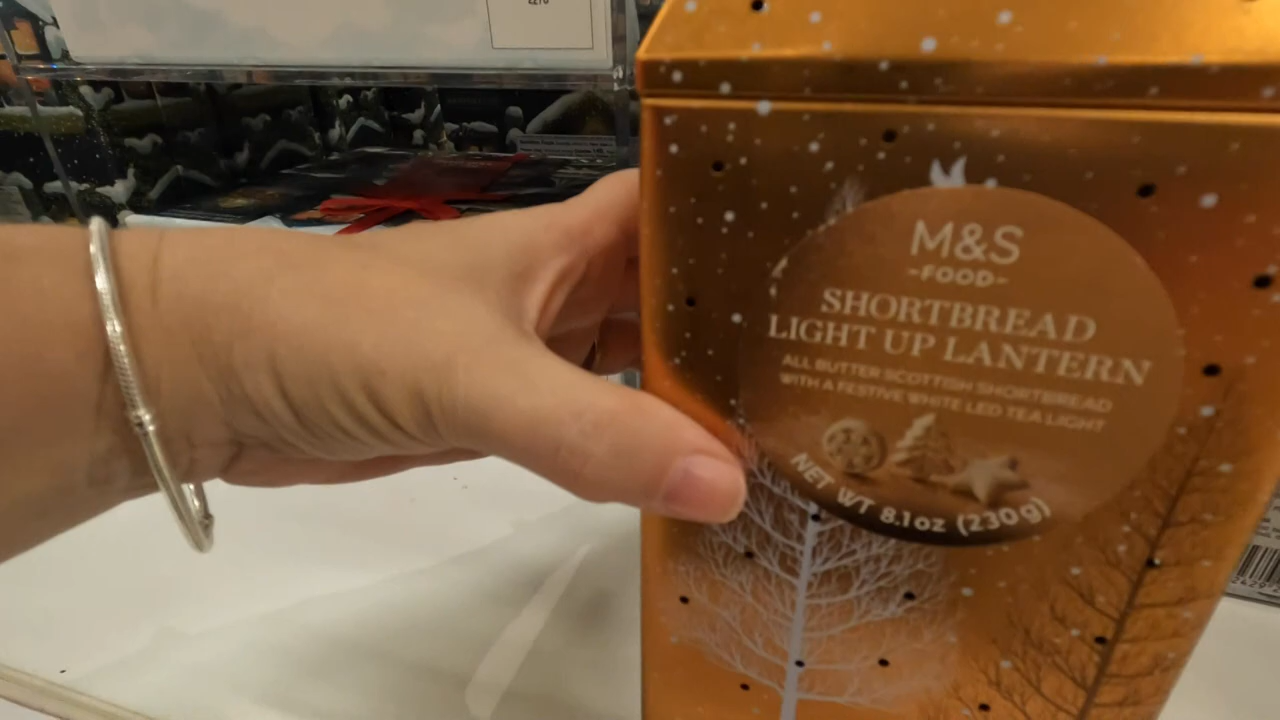 M&S
-FOOD-
SHORTBREAD
LIGHT UP LANTERN
ALL BUTTER SCOTTISH SHORTBREAD
WITH A FESTIVE WHITE LED TEA LIGHT
NET WT 8.1oz (230g)